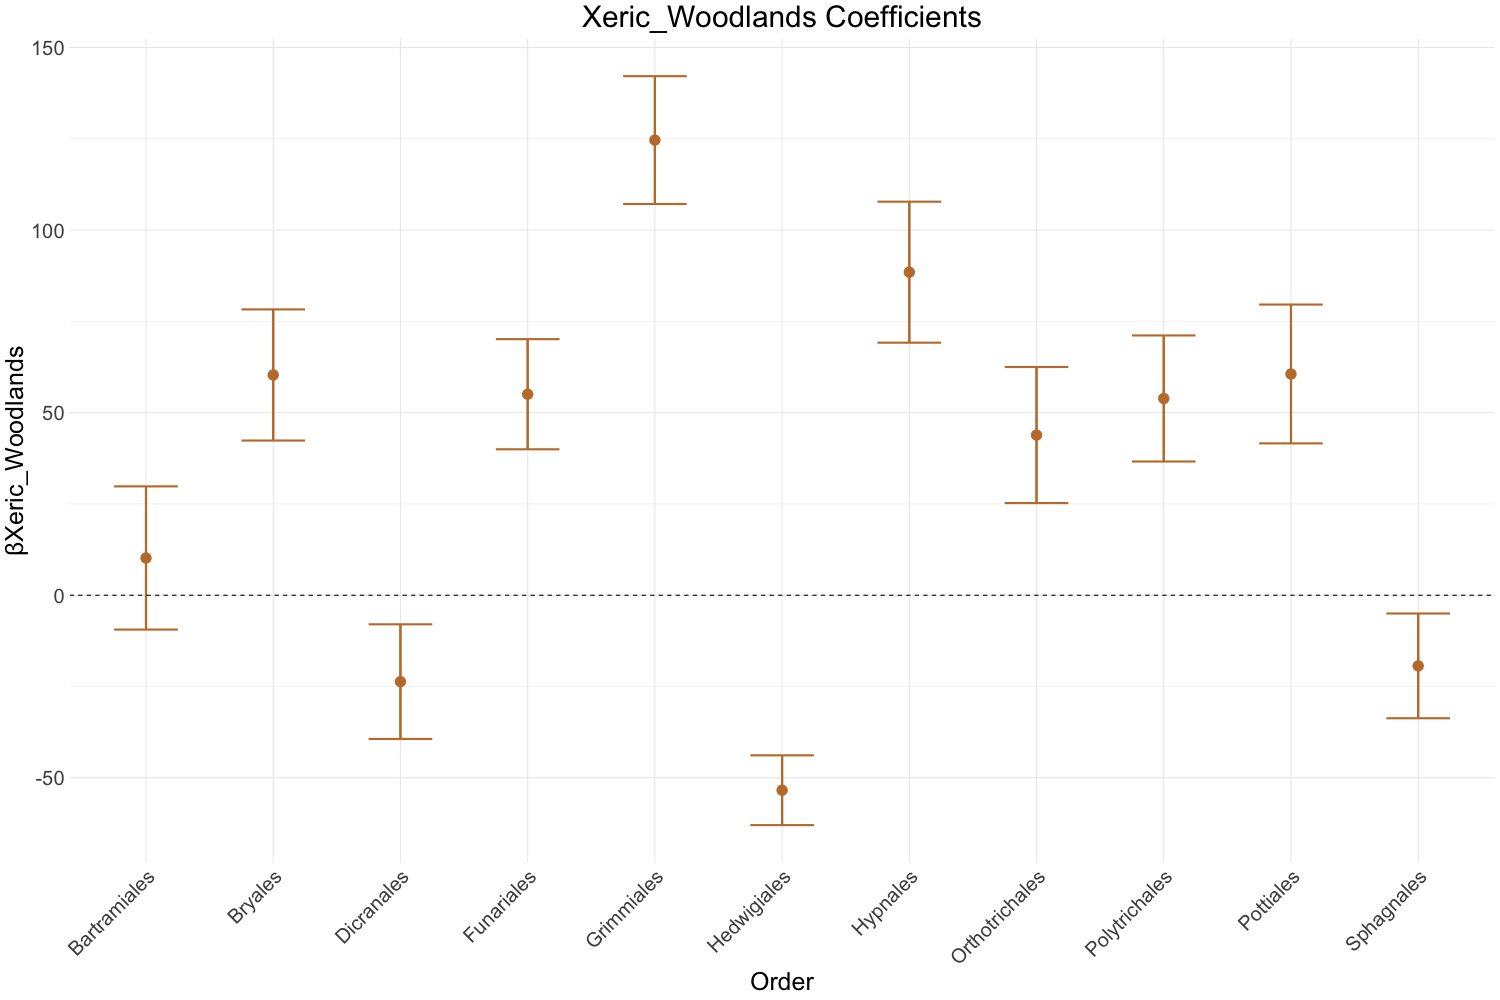 Xeric_Woodlands Coefficients
βXeric_Woodlands
150
100
50
0
-50
Bartramiales
Bryales
Dicranales
Funariales
Grimmiales
Hedwigiales
Hypnales
Orthotrichales
Polytrichales
Pottiales
Sphagnales
Order